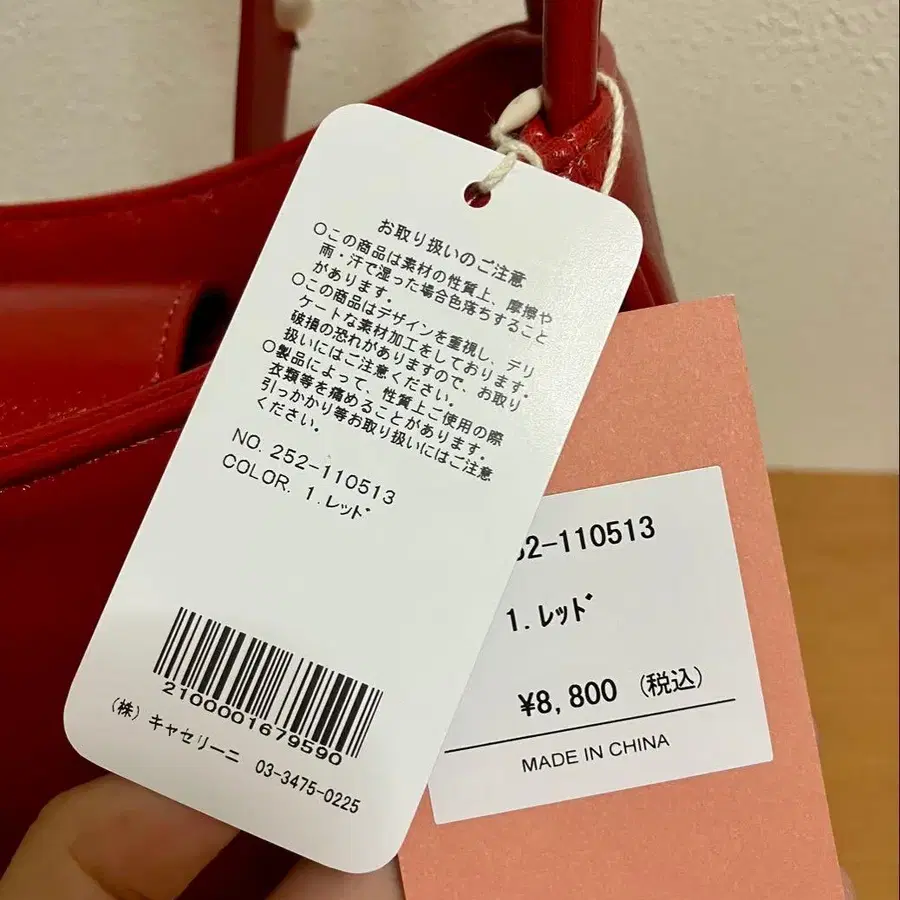 お取り扱いのご注意
○この商品は素材の性質上、摩擦や
雨・汗で湿った場合色落ちすること
があります。
○この商品はデザインを重視し、デリ
ケートな素材加工をしております。
破損の恐れがありますので、お取り
扱いにはご注意ください。
○製品によって、性質上ご使用の際
衣類等を痛めることがあります。
引っかかり等お取り扱いにはご注意
ください。
NO. 252-110513
COLOR. 1.レッド
2100001679590
(株) キャセリーニ 03-3475-0225
52-110513
1.レッド
¥8,800 (税込)
MADE IN CHINA